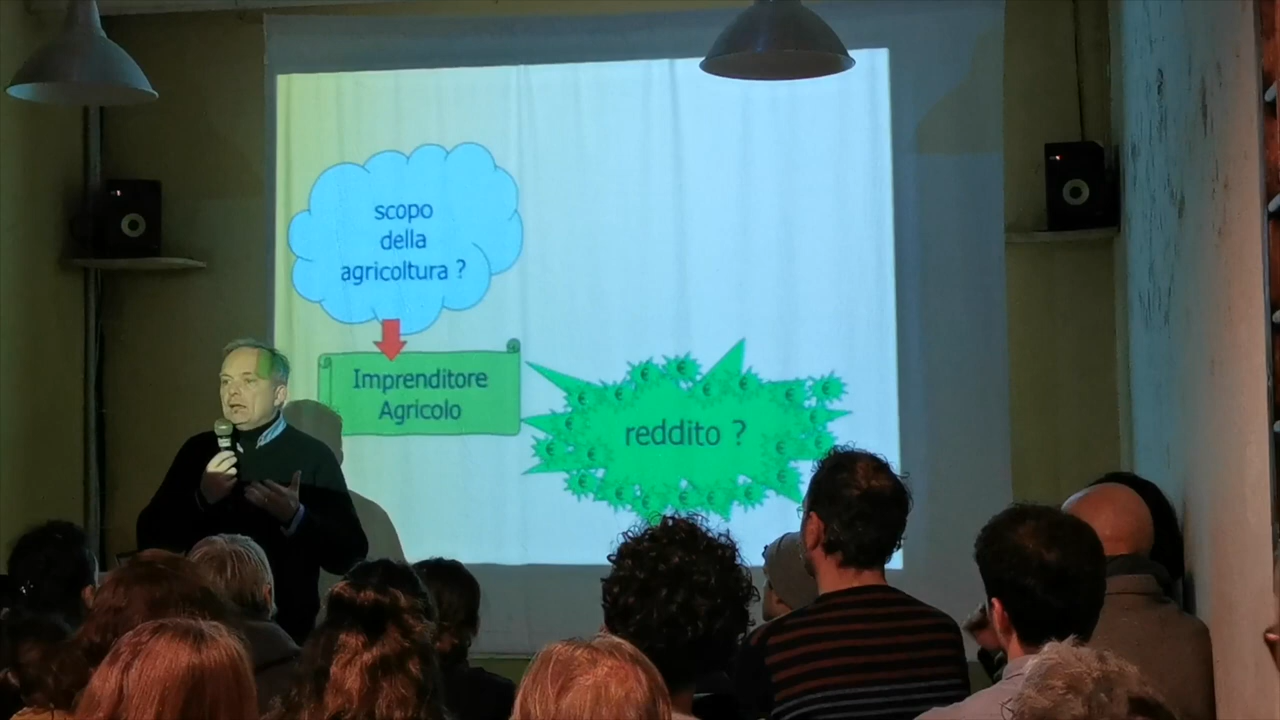 scopo
della
agricoltura ?
Imprenditore
Agricolo
reddito ?